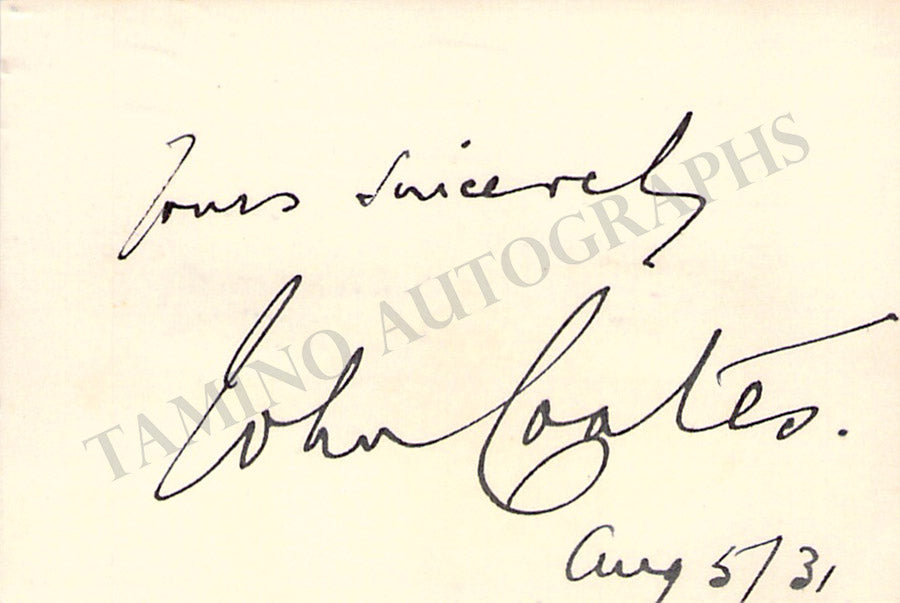 Yours sincerely
TAMINO AUTOGRAPHS
John Coates.
Aug 5/31